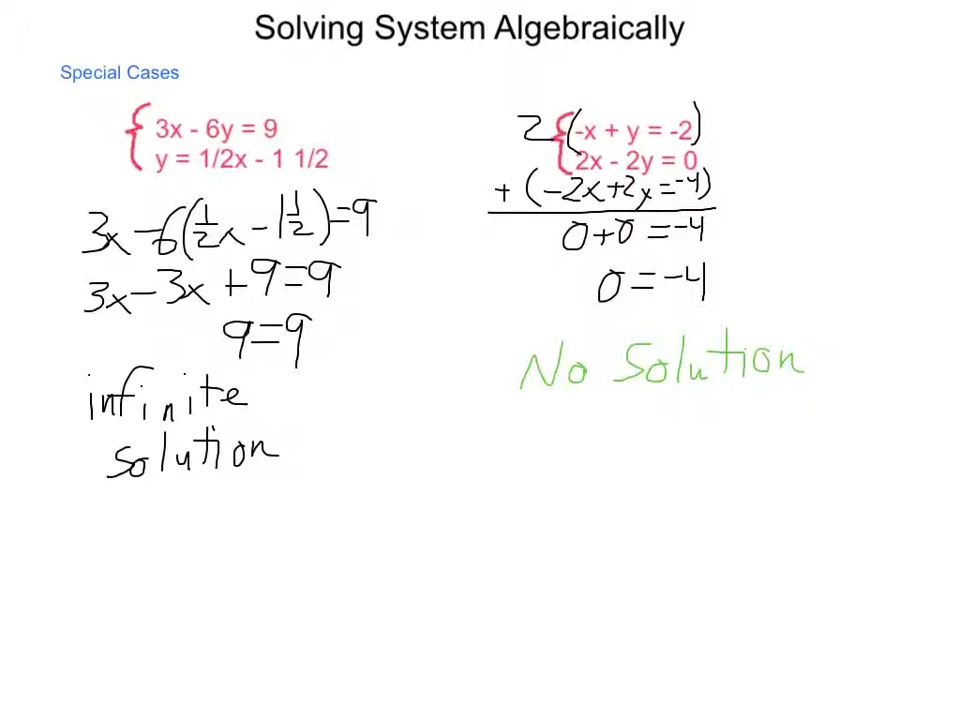 Solving System Algebraically
Special Cases
3x - 6y = 9
y = 1/2x - 1 1/2
3x - 6(1/2x - 1 1/2) = 9
3x - 3x + 9 = 9
9 = 9
infinite
solution
2(-x + y = -2)
2x - 2y = 0
+ (-2x + 2y = -4)
0 + 0 = -4
0 = -4
No Solution